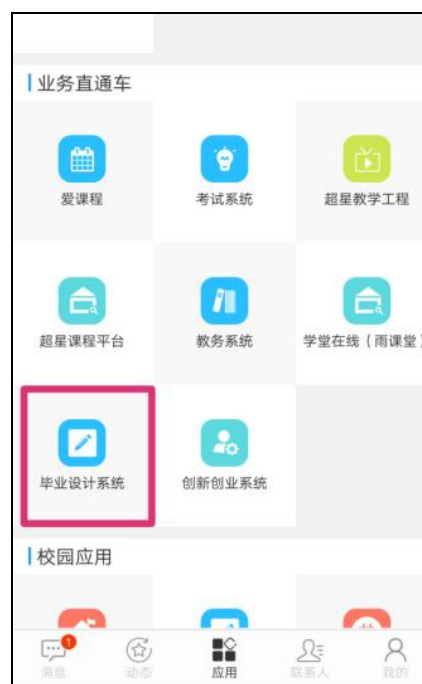 业务直通车
爱课程
考试系统
超星教学工程
超星课程平台
教务系统
学堂在线(雨课堂)
毕业设计系统
创新创业系统
校园应用
1
消息
动态
应用
联系人
我的